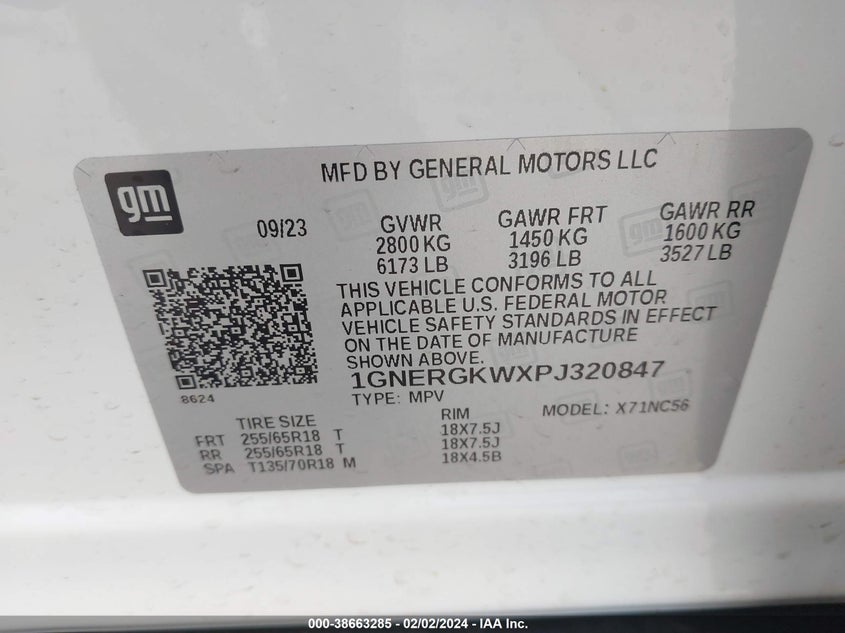 gm
MFD BY GENERAL MOTORS LLC
09/23
GVWR
2800 KG
6173 LB
GAWR FRT
1450 KG
3196 LB
GAWR RR
1600 KG
3527 LB
THIS VEHICLE CONFORMS TO ALL
APPLICABLE U.S. FEDERAL MOTOR
VEHICLE SAFETY STANDARDS IN EFFECT
ON THE DATE OF MANUFACTURE
SHOWN ABOVE.
1GNERGKWXPJ320847
8624
TYPE: MPV
MODEL: X71NC56
TIRE SIZE
RIM
FRT 255/65R18 T 18X7.5J
RR 255/65R18 T 18X7.5J
SPA T135/70R18 M 18X4.5B
000-38663285 - 02/02/2024 - IAA Inc.